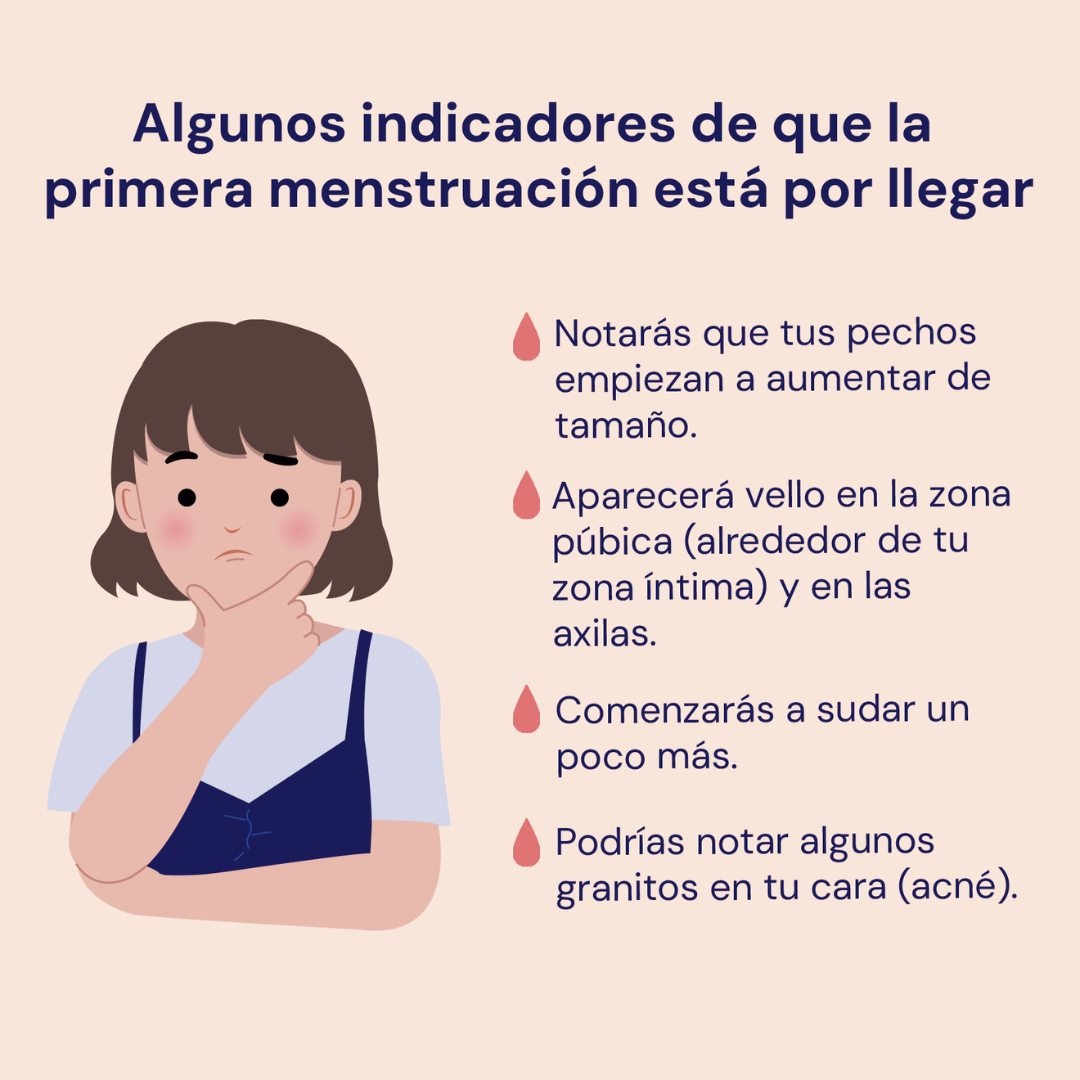 Algunos indicadores de que la
primera menstruación está por llegar
Notarás que tus pechos
empiezan a aumentar de
tamaño.
Aparecerá vello en la zona
púbica (alrededor de tu
zona íntima) y en las
axilas.
Comenzarás a sudar un
poco más.
Podrías notar algunos
granitos en tu cara (acné).